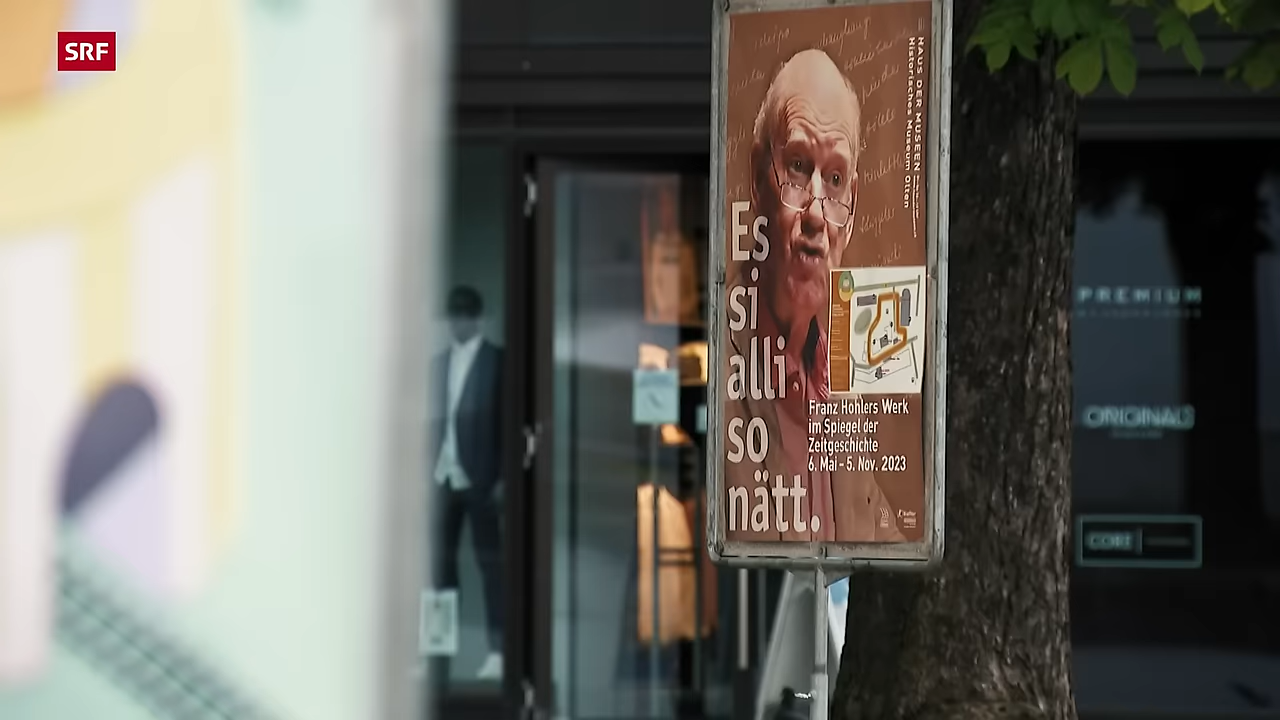 SRF
HAUS DER MUSEEN
Historisches Museum Olten
Es
si
alli
so
nätt.
Franz Hohlers Werk
im Spiegel der
Zeitgeschichte
6. Mai – 5. Nov. 2023
PREMIUM
ORIGINALS
CORE